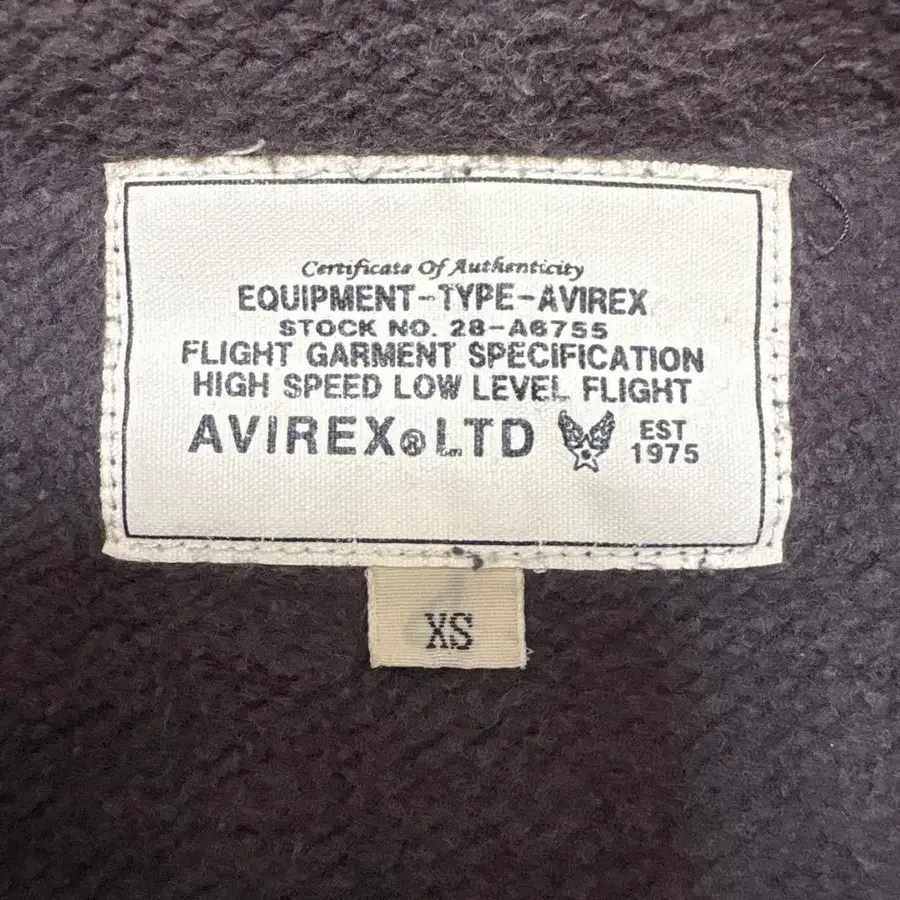 Certificate Of Authenticity
EQUIPMENT-TYPE-AVIREX
STOCK NO. 28-A6755
FLIGHT GARMENT SPECIFICATION
HIGH SPEED LOW LEVEL FLIGHT
AVIREX®LTD EST 1975
XS